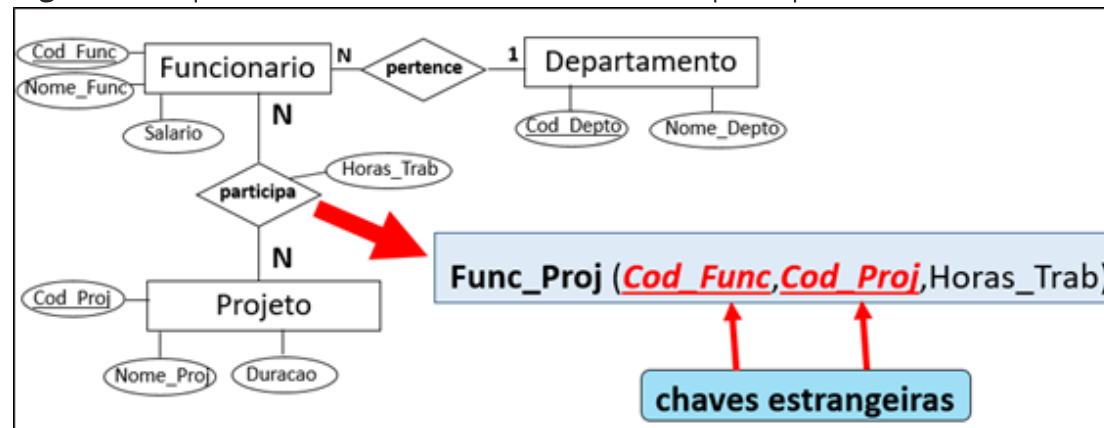 Cod_Func
Nome_Func
Salario
Funcionario
N
pertence
1
Departamento
Cod_Depto
Nome_Depto
N
participa
Horas_Trab
N
Cod_Proj
Projeto
Nome_Proj
Duracao
Func_Proj (Cod_Func,Cod_Proj,Horas_Trab)
chaves estrangeiras